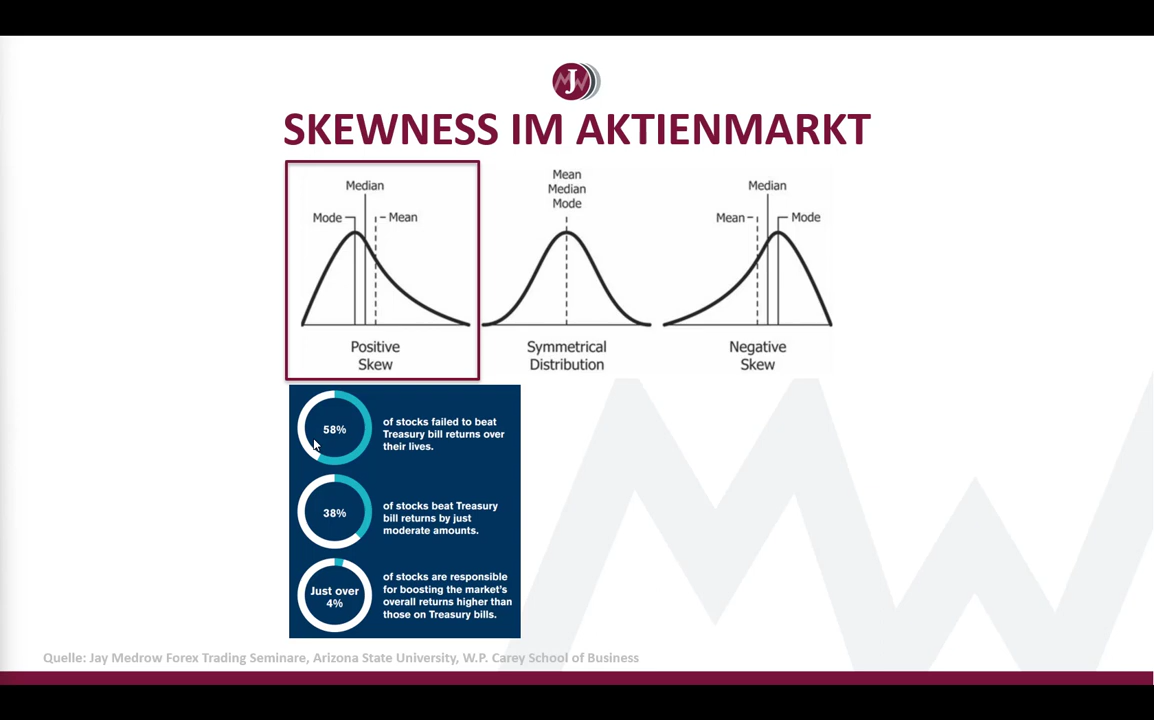 J
SKEWNESS IM AKTIENMARKT
Median
Mode
Mean
Positive
Skew
Mean
Median
Mode
Symmetrical
Distribution
Median
Mean
Mode
Negative
Skew
58%
of stocks failed to beat
Treasury bill returns over
their lives.
38%
of stocks beat Treasury
bill returns by just
moderate amounts.
Just over
4%
of stocks are responsible
for boosting the market's
overall returns higher than
those on Treasury bills.
Quelle: Jay Medrow Forex Trading Seminare, Arizona State University, W.P. Carey School of Business